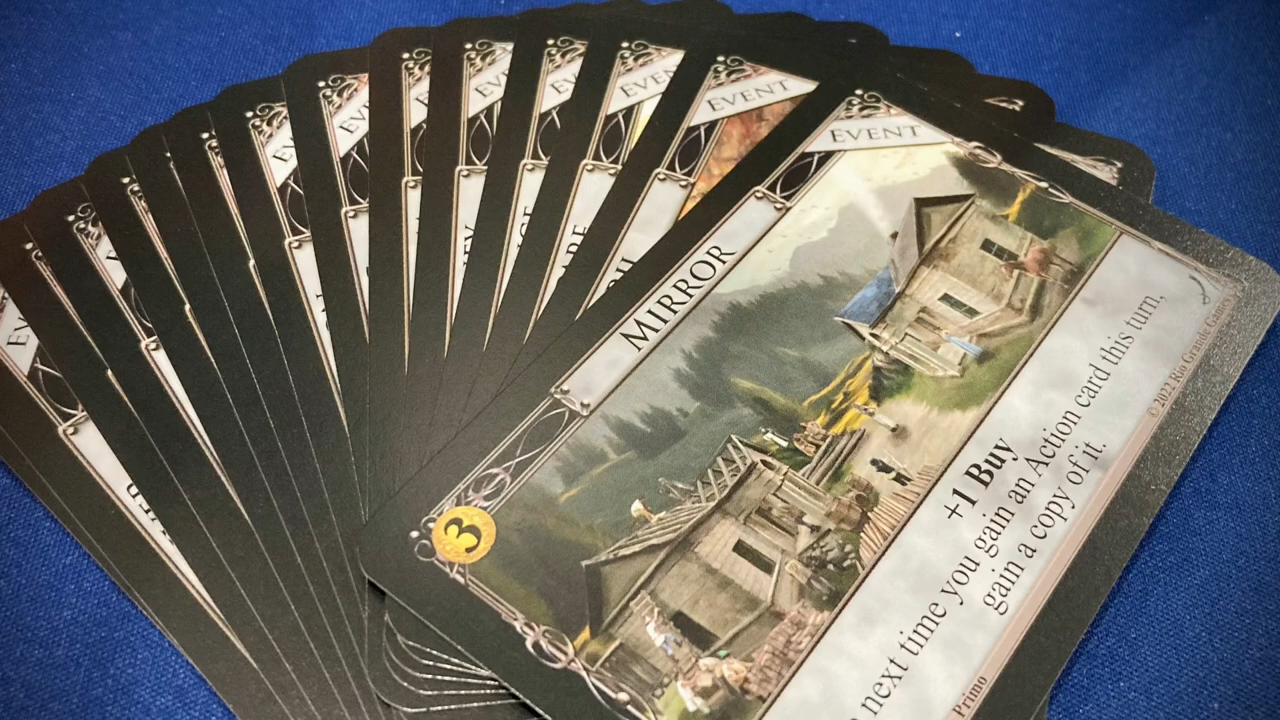 EVENT
EVENT
MIRROR
3
+1 Buy
next time you gain an Action card this turn,
gain a copy of it.
Primo
© 2022 Rio Grande Games